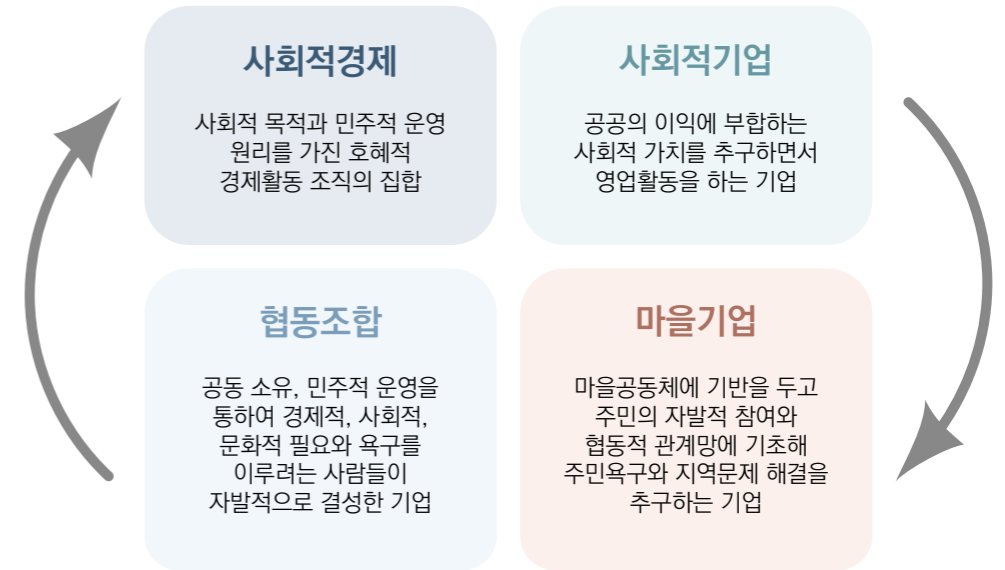 사회적경제
사회적 목적과 민주적 운영
원리를 가진 호혜적
경제활동 조직의 집합
사회적기업
공공의 이익에 부합하는
사회적 가치를 추구하면서
영업활동을 하는 기업
협동조합
공동 소유, 민주적 운영을
통하여 경제적, 사회적,
문화적 필요와 욕구를
이루려는 사람들이
자발적으로 결성한 기업
마을기업
마을공동체에 기반을 두고
주민의 자발적 참여와
협동적 관계망에 기초해
주민욕구와 지역문제 해결을
추구하는 기업